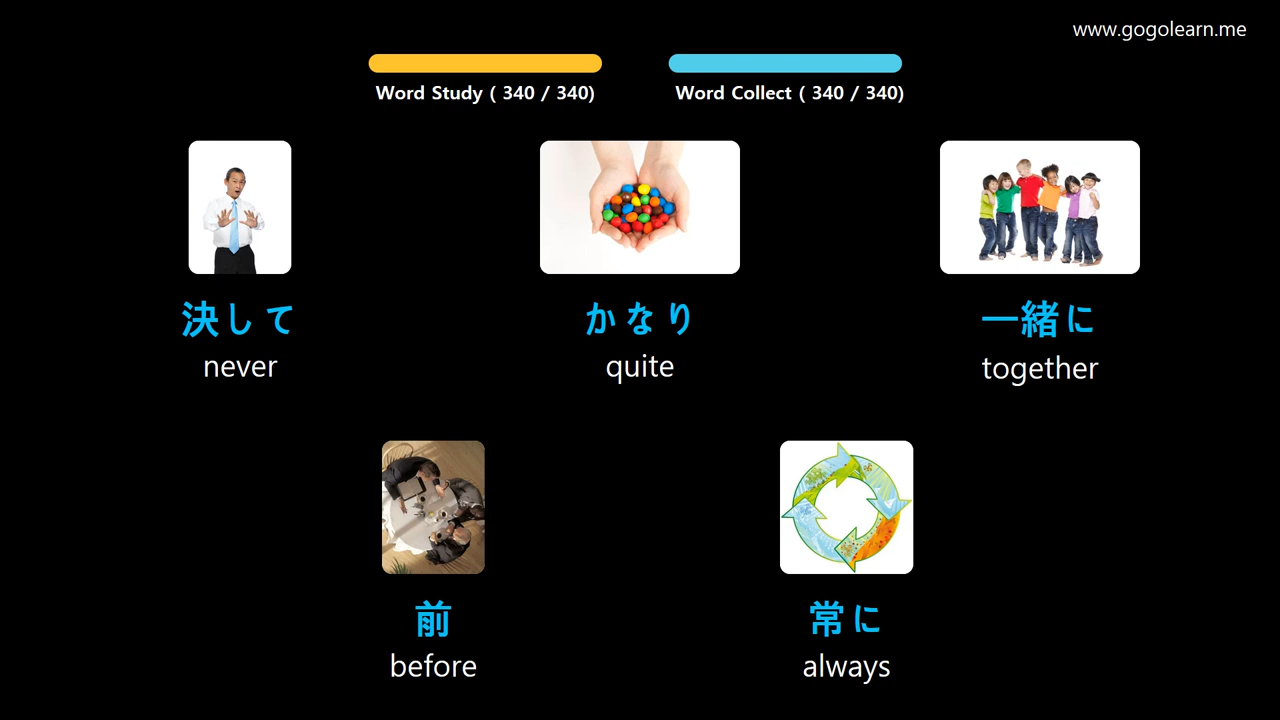 www.gogolearn.me
Word Study ( 340 / 340)
Word Collect ( 340 / 340)
決して
never
かなり
quite
一緒に
together
前
before
常に
always